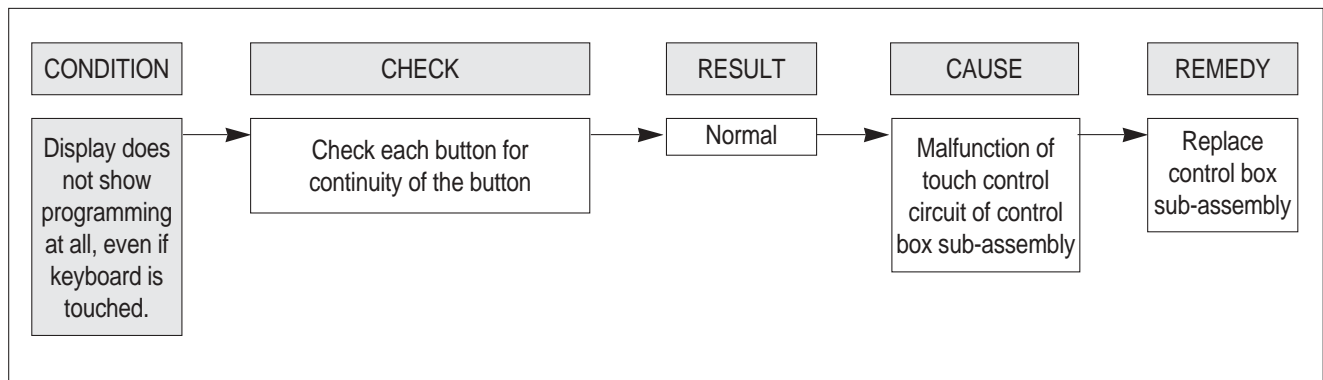 CONDITION
CHECK
RESULT
CAUSE
REMEDY
Display does
not show
programming
at all, even if
keyboard is
touched.
Check each button for
continuity of the button
Normal
Malfunction of
touch control
circuit of control
box sub-assembly
Replace
control box
sub-assembly